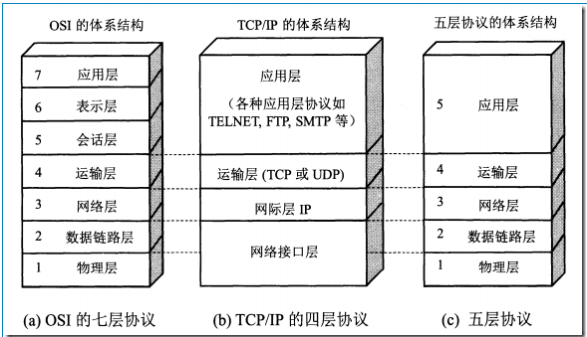 OSI 的体系结构
7 应用层
6 表示层
5 会话层
4 运输层
3 网络层
2 数据链路层
1 物理层
(a) OSI 的七层协议
TCP/IP 的体系结构
应用层
(各种应用层协议如
TELNET, FTP, SMTP 等)
运输层 (TCP 或 UDP)
网际层 IP
网络接口层
(b) TCP/IP 的四层协议
五层协议的体系结构
5 应用层
4 运输层
3 网络层
2 数据链路层
1 物理层
(c) 五层协议